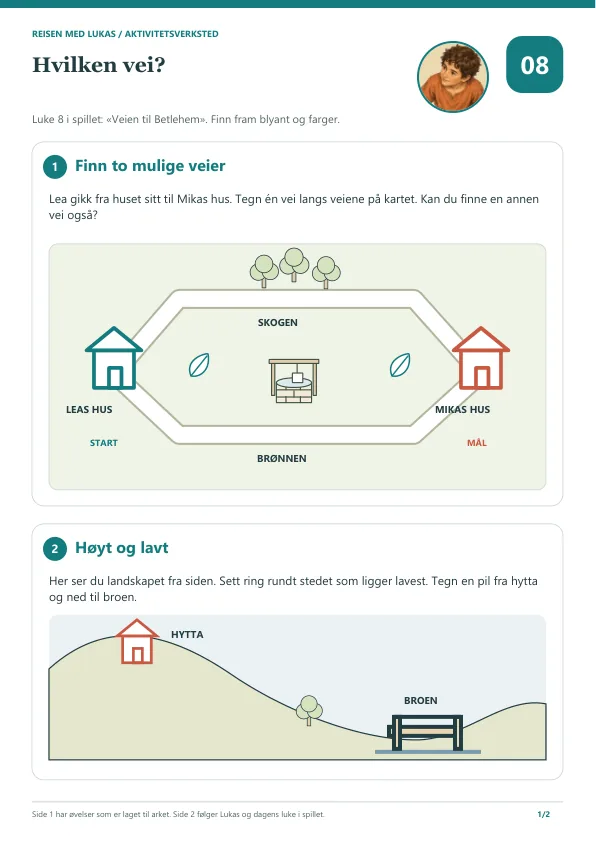 REISEN MED LUKAS / AKTIVITETSVERKSTED
Hvilken vei?
08
Luke 8 i spillet: «Veien til Betlehem». Finn fram blyant og farger.
1 Finn to mulige veier
Lea gikk fra huset sitt til Mikas hus. Tegn én vei langs veiene på kartet. Kan du finne en annen
vei også?
SKOGEN
LEAS HUS
MIKAS HUS
START
MÅL
BRØNNEN
2 Høyt og lavt
Her ser du landskapet fra siden. Sett ring rundt stedet som ligger lavest. Tegn en pil fra hytta
og ned til broen.
HYTTA
BROEN
Side 1 har øvelser som er laget til arket. Side 2 følger Lukas og dagens luke i spillet.
1/2